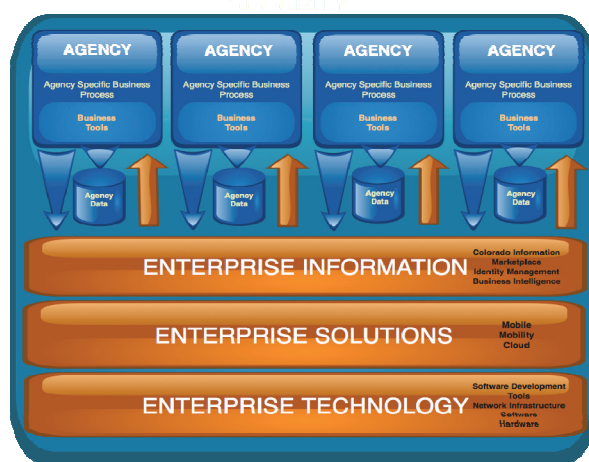 AGENCY
Agency Specific Business
Process
Business
Tools
Agency
Data
AGENCY
Agency Specific Business
Process
Business
Tools
Agency
Data
AGENCY
Agency Specific Business
Process
Business
Tools
Agency
Data
AGENCY
Agency Specific Business
Process
Business
Tools
Agency
Data
ENTERPRISE INFORMATION
Colorado Information
Marketplace
Identity Management
Business Intelligence
ENTERPRISE SOLUTIONS
Mobile
Mobility
Cloud
ENTERPRISE TECHNOLOGY
Software Development
Tools
Network Infrastructure
Software
Hardware